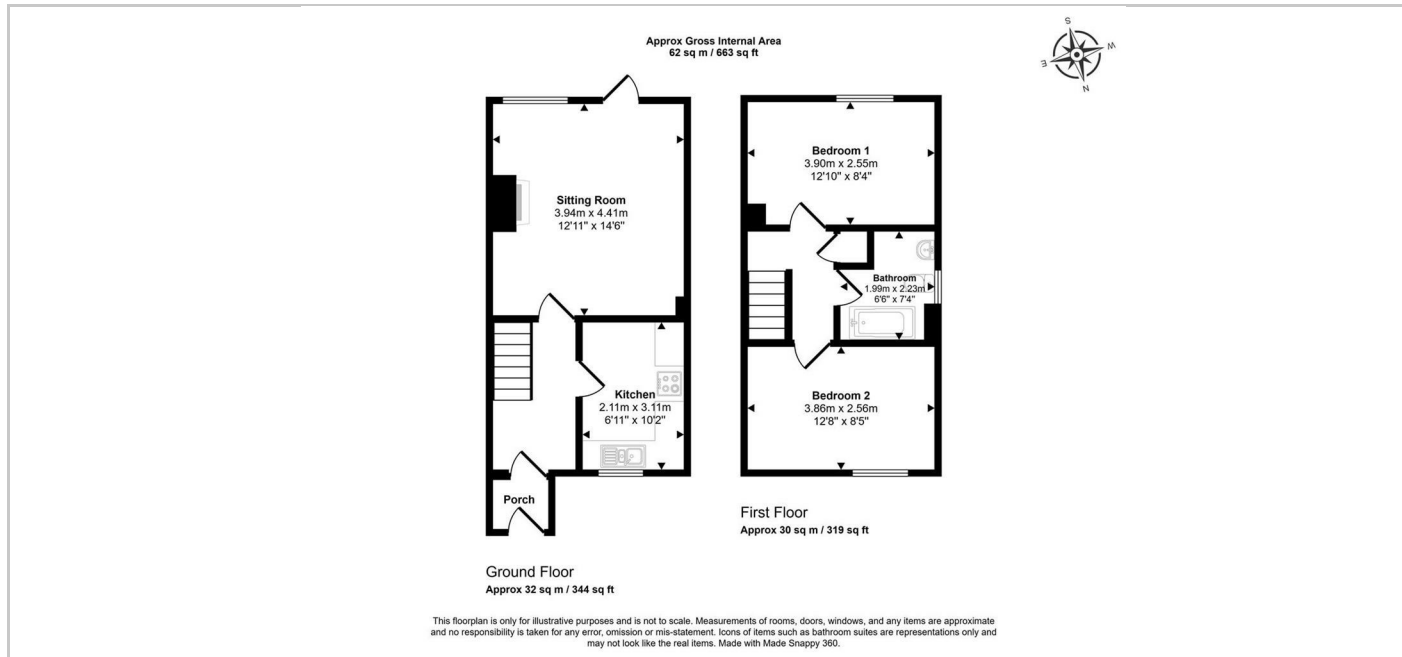 Approx Gross Internal Area
62 sq m / 663 sq ft
S
W
E
N
Sitting Room
3.94m x 4.41m
12'11" x 14'6"
Kitchen
2.11m x 3.11m
6'11" x 10'2"
Porch
Ground Floor
Approx 32 sq m / 344 sq ft
Bedroom 1
3.90m x 2.55m
12'10" x 8'4"
Bathroom
1.99m x 2.23m
6'6" x 7'4"
Bedroom 2
3.86m x 2.56m
12'8" x 8'5"
First Floor
Approx 30 sq m / 319 sq ft
This floorplan is only for illustrative purposes and is not to scale. Measurements of rooms, doors, windows, and any items are approximate
and no responsibility is taken for any error, omission or mis-statement. Icons of items such as bathroom suites are representations only and
may not look like the real items. Made with Made Snappy 360.